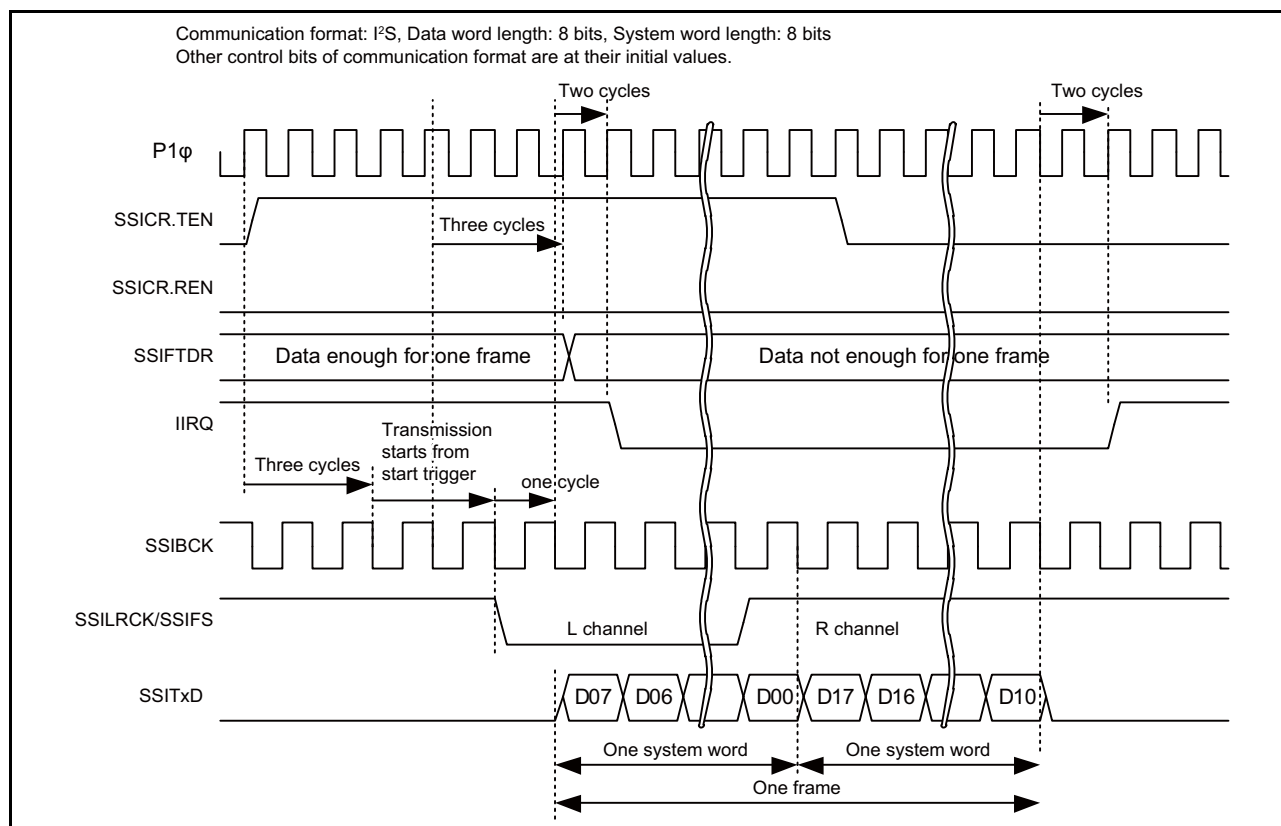 Communication format: I²S, Data word length: 8 bits, System word length: 8 bits
Other control bits of communication format are at their initial values.
Two cycles
Two cycles
P1φ
SSICR.TEN
Three cycles
SSICR.REN
SSIFTDR
Data enough for one frame
Data not enough for one frame
IIRQ
Transmission
starts from
start trigger
Three cycles
one cycle
SSIBCK
SSILRCK/SSIFS
L channel
R channel
SSITxD
D07
D06
D00
D17
D16
D10
One system word
One system word
One frame